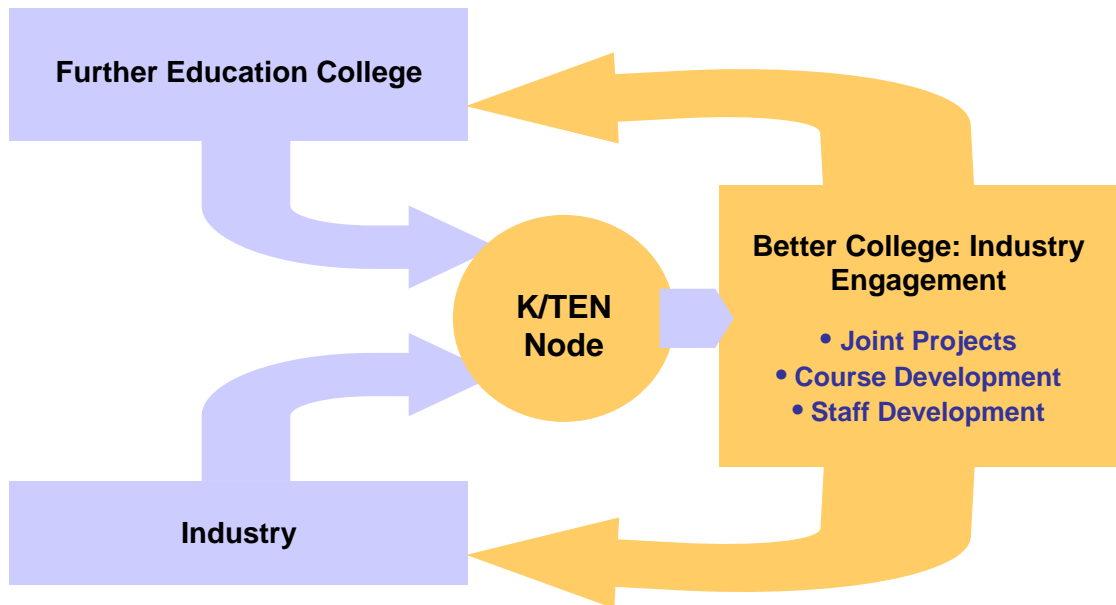 Further Education College
K/TEN
Node
Better College: Industry
Engagement
• Joint Projects
• Course Development
• Staff Development
Industry